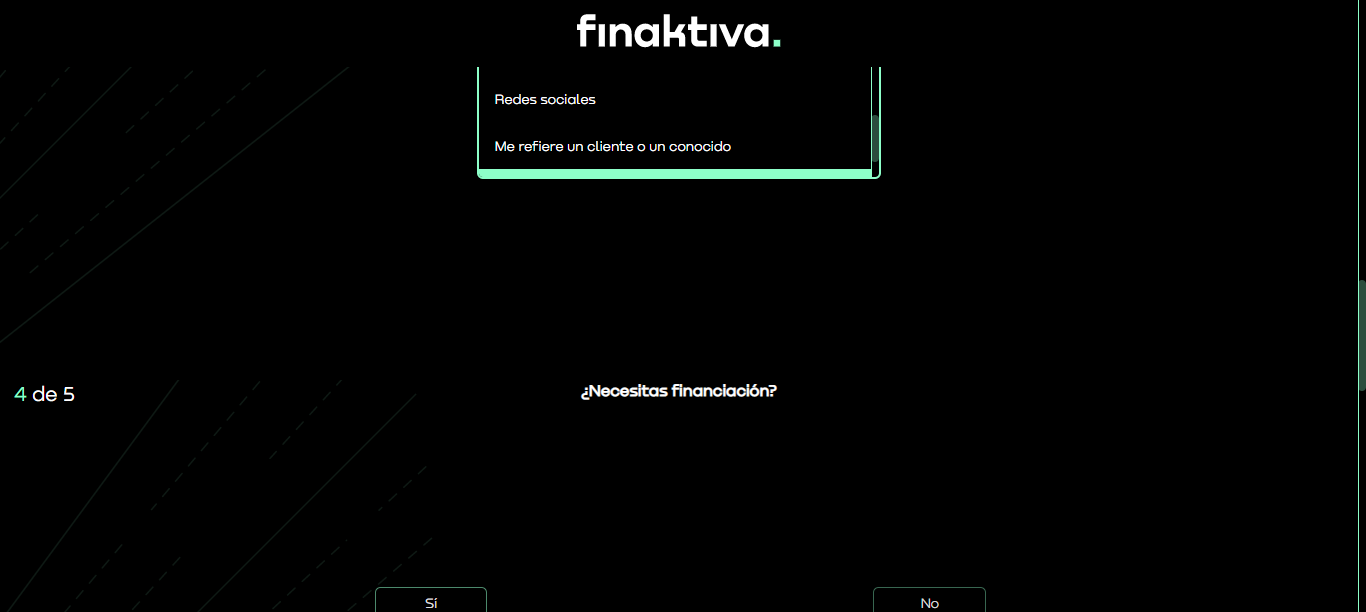 finaktiva.
Redes sociales
Me refiere un cliente o un conocido
4 de 5
¿Necesitas financiación?
Sí
No